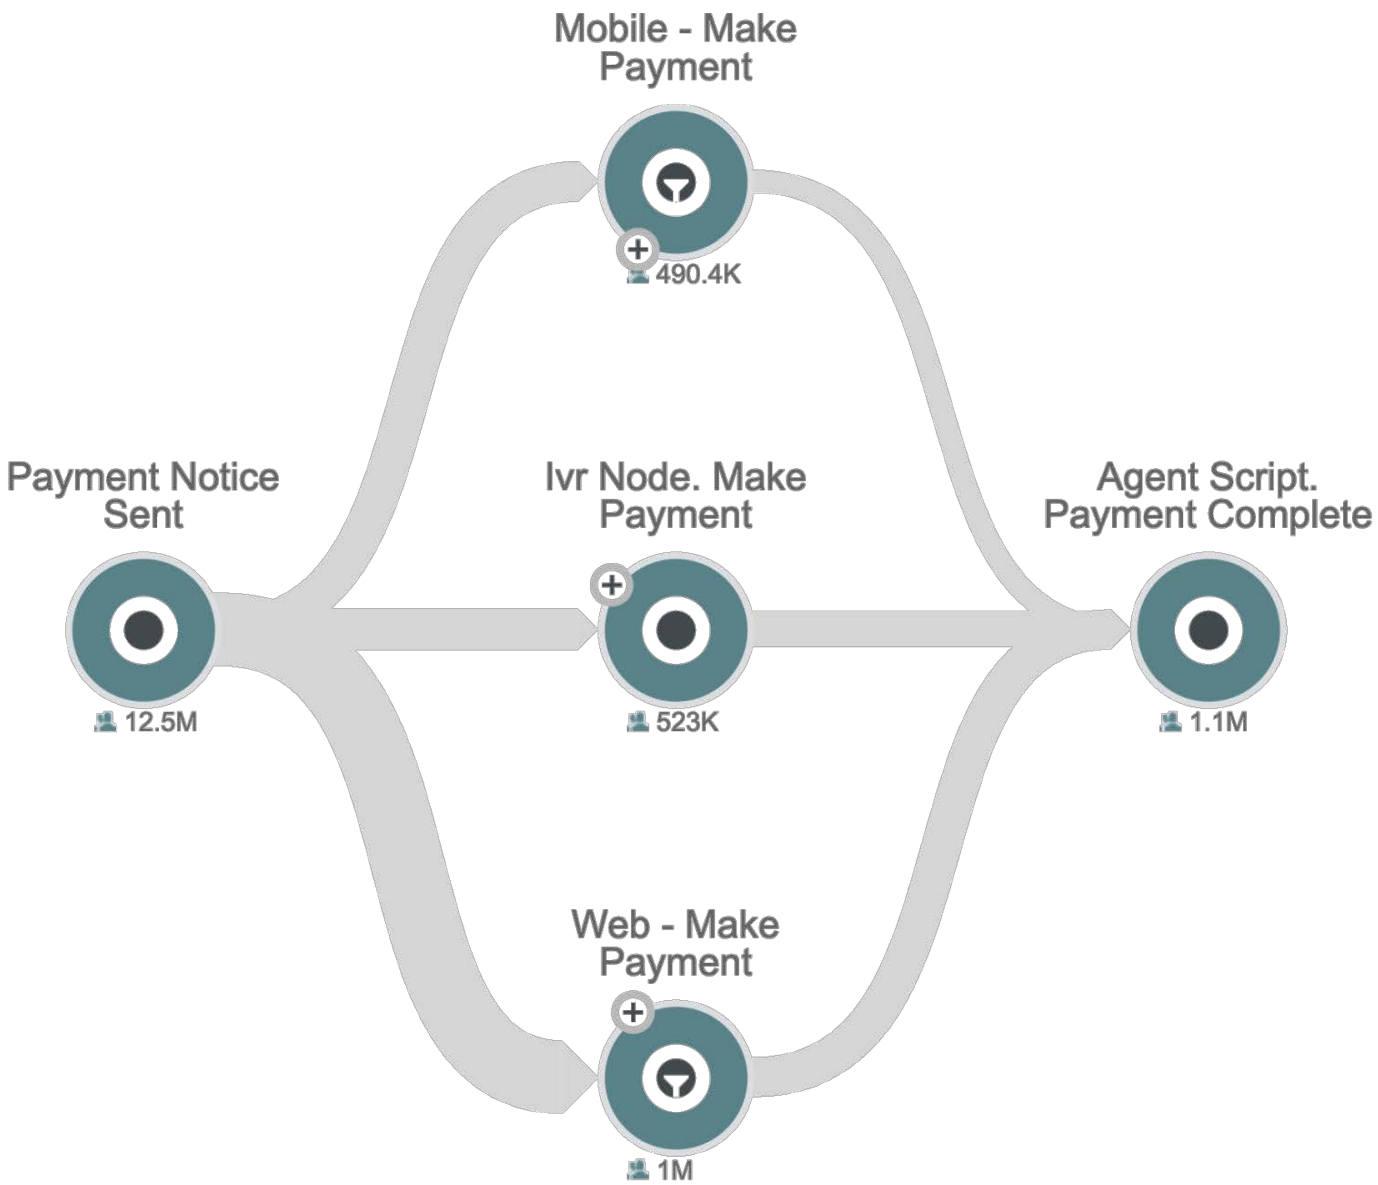 Mobile - Make
Payment
490.4K
Payment Notice
Sent
12.5M
Ivr Node. Make
Payment
523K
Agent Script.
Payment Complete
1.1M
Web - Make
Payment
1M